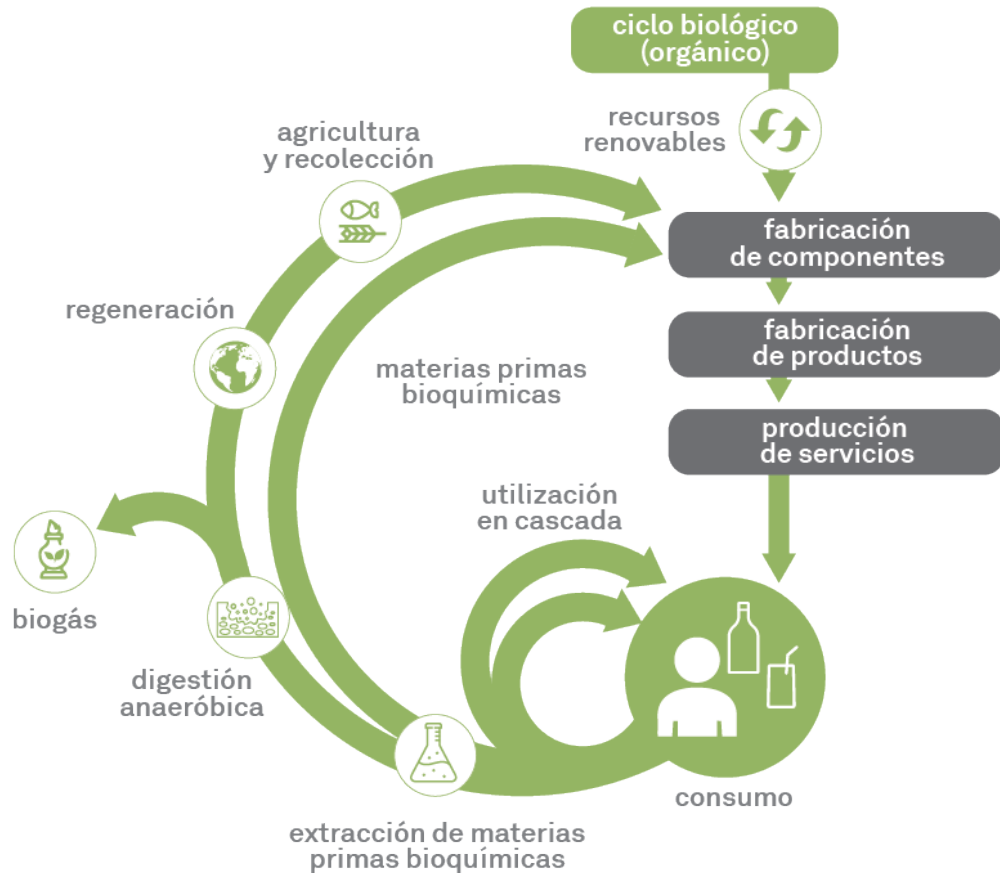 ciclo biológico
(orgánico)
recursos
renovables
agricultura
y recolección
fabricación
de componentes
regeneración
fabricación
de productos
materias primas
bioquímicas
producción
de servicios
utilización
en cascada
biogás
digestión
anaeróbica
consumo
extracción de materias
primas bioquímicas